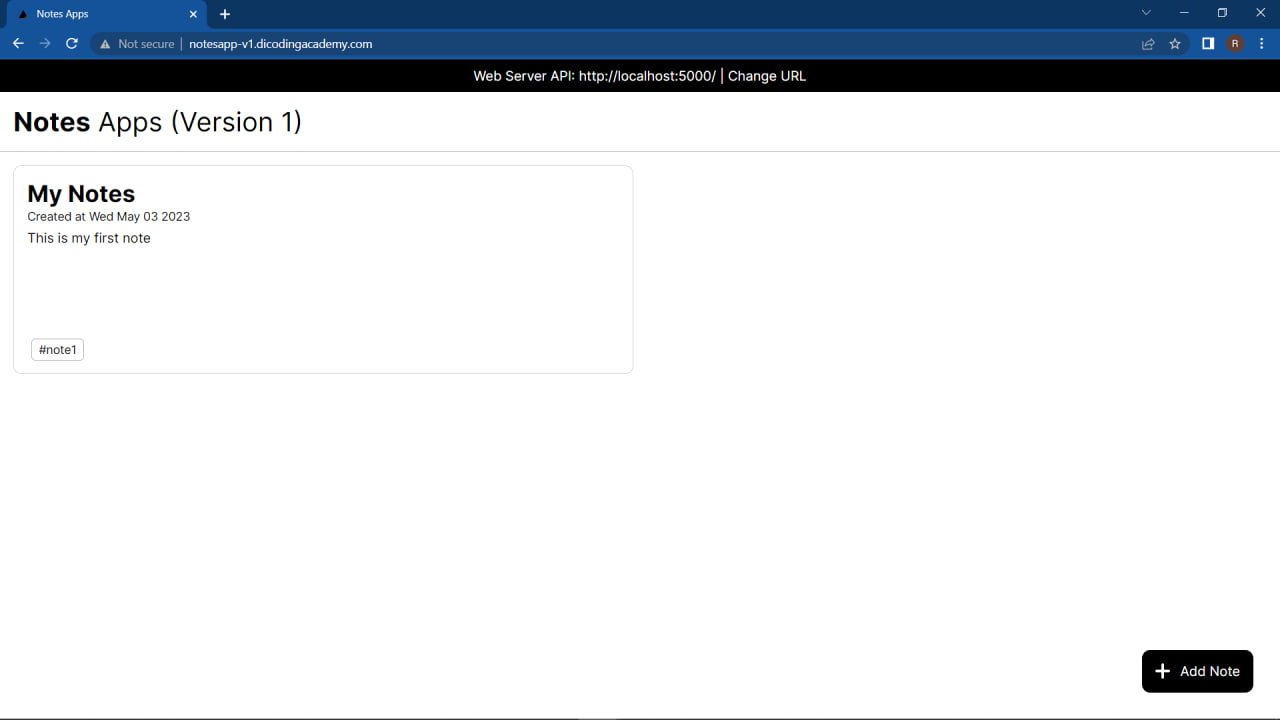 Notes Apps
Not secure | notesapp-v1.dicodingacademy.com
R
Web Server API: http://localhost:5000/ | Change URL
Notes Apps (Version 1)
My Notes
Created at Wed May 03 2023
This is my first note
#note1
+ Add Note